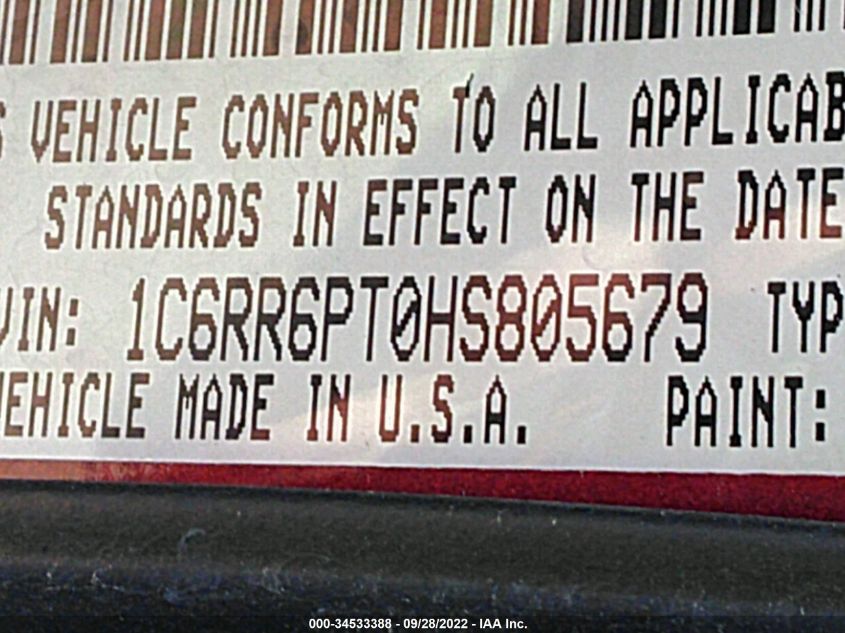 VEHICLE CONFORMS TO ALL APPLICAB
STANDARDS IN EFFECT ON THE DATE
VIN: 1C6RR6PT0HS805679 TYP
VEHICLE MADE IN U.S.A. PAINT:
000-34533388 - 09/28/2022 - IAA Inc.